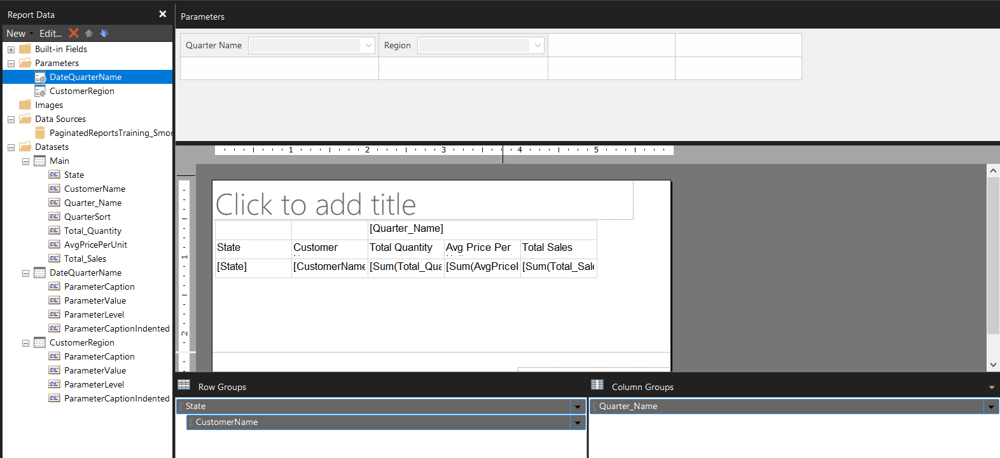 Report Data
New Edit...
Built-in Fields
Parameters
DateQuarterName
CustomerRegion
Images
Data Sources
PaginatedReportsTraining_Smor
Datasets
Main
State
CustomerName
Quarter_Name
QuarterSort
Total_Quantity
AvgPricePerUnit
Total_Sales
DateQuarterName
ParameterCaption
ParameterValue
ParameterLevel
ParameterCaptionIndented
CustomerRegion
ParameterCaption
ParameterValue
ParameterLevel
ParameterCaptionIndented
Parameters
Quarter Name Region
1 2 3 4 5
1
2
Click to add title
[Quarter_Name]
State Customer Total Quantity Avg Price Per Total Sales
[State] [CustomerName [Sum(Total_Qua [Sum(AvgPricel [Sum(Total_Sale
Row Groups
State
CustomerName
Column Groups
Quarter_Name